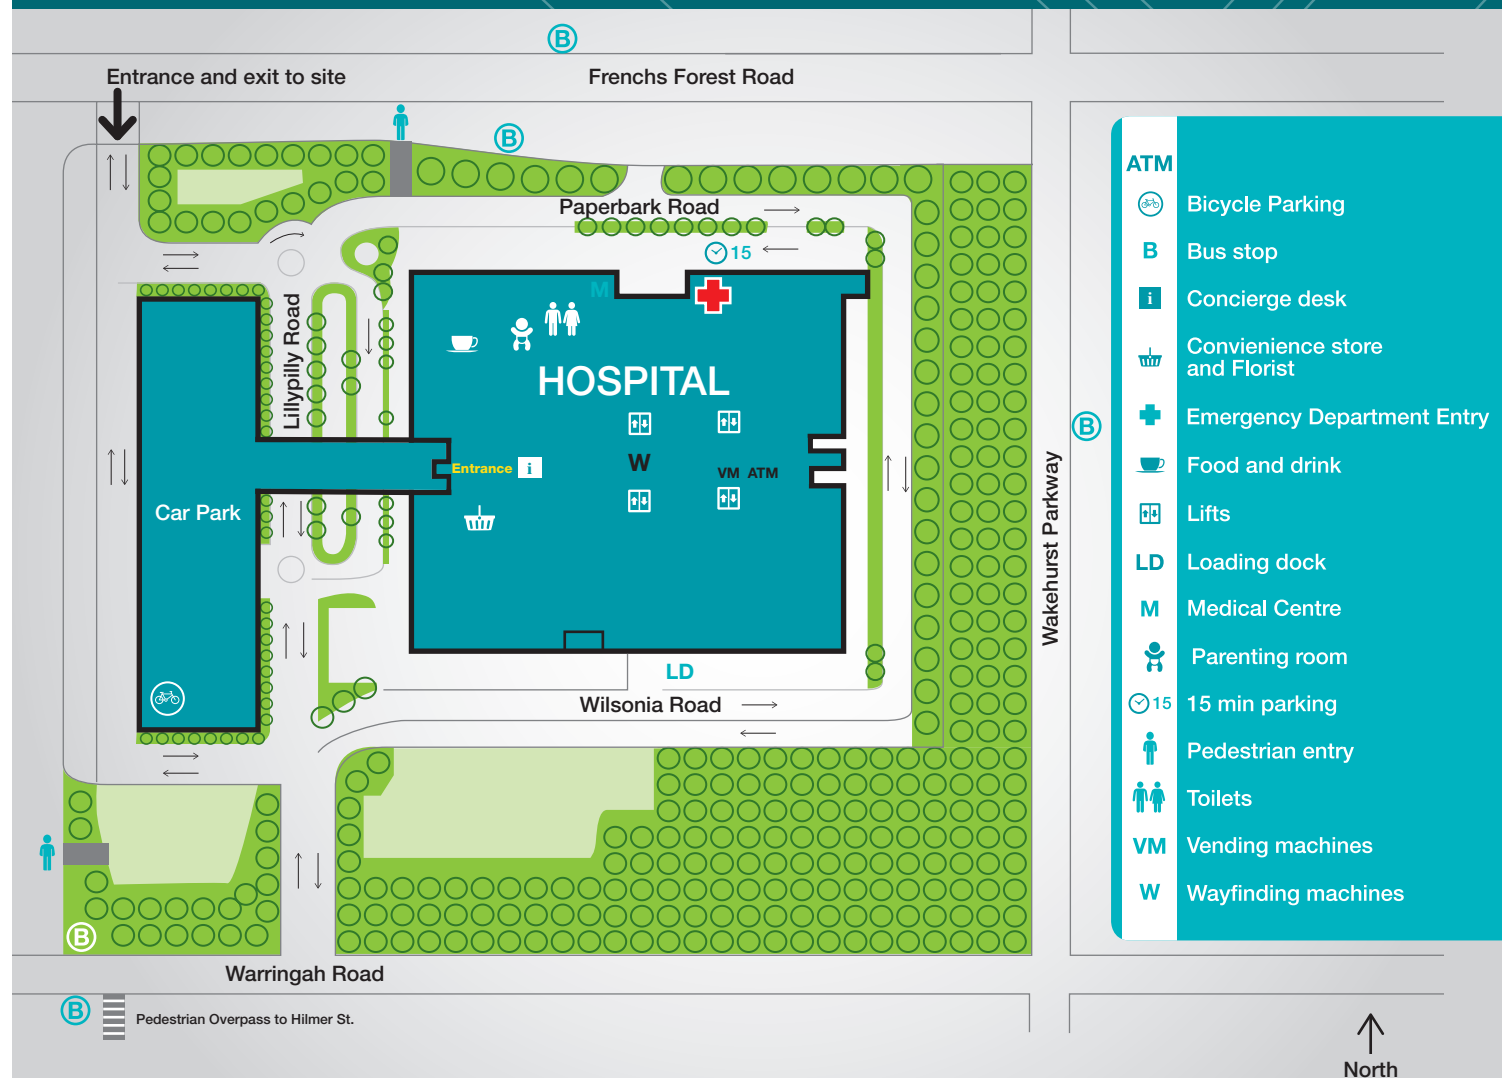 B
Entrance and exit to site
Frenchs Forest Road
B
Paperbark Road
15
M
Lillypilly Road
HOSPITAL
Entrance
i
W
VM ATM
Car Park
LD
Wilsonia Road
Wakehurst Parkway
B
B
Warringah Road
B
Pedestrian Overpass to Hilmer St.
ATM
Bicycle Parking
B Bus stop
i Concierge desk
Convienience store
and Florist
Emergency Department Entry
Food and drink
Lifts
LD Loading dock
M Medical Centre
Parenting room
15 15 min parking
Pedestrian entry
Toilets
VM Vending machines
W Wayfinding machines
North